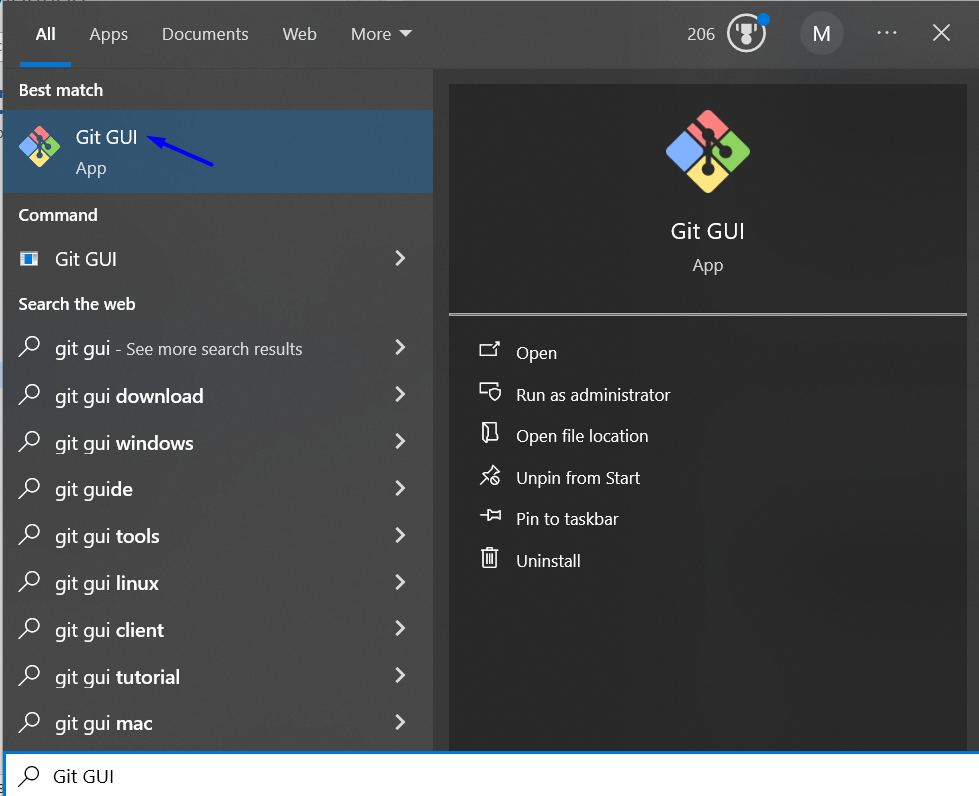 All Apps Documents Web More 206 M ...
Best match
Git GUI
App
Command
Git GUI
Search the web
git gui - See more search results
git gui download
git gui windows
git guide
git gui tools
git gui linux
git gui client
git gui tutorial
git gui mac
Git GUI
App
Open
Run as administrator
Open file location
Unpin from Start
Pin to taskbar
Uninstall
Git GUI